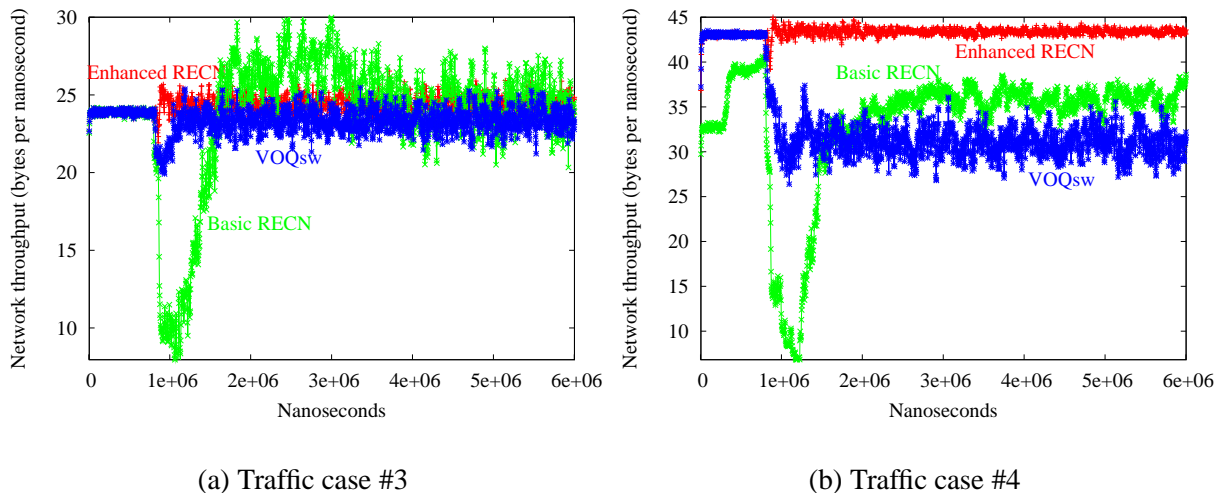 Network throughput (bytes per nanosecond)
30
25
20
15
10
0
1e+06
2e+06
3e+06
4e+06
5e+06
6e+06
Nanoseconds
Enhanced RECN
VOQsw
Basic RECN
(a) Traffic case #3
Network throughput (bytes per nanosecond)
45
40
35
30
25
20
15
10
0
1e+06
2e+06
3e+06
4e+06
5e+06
6e+06
Nanoseconds
Enhanced RECN
Basic RECN
VOQsw
(b) Traffic case #4